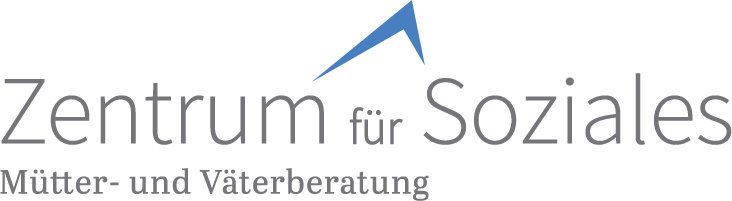 Zentrum für Soziales
Mütter- und Väterberatung